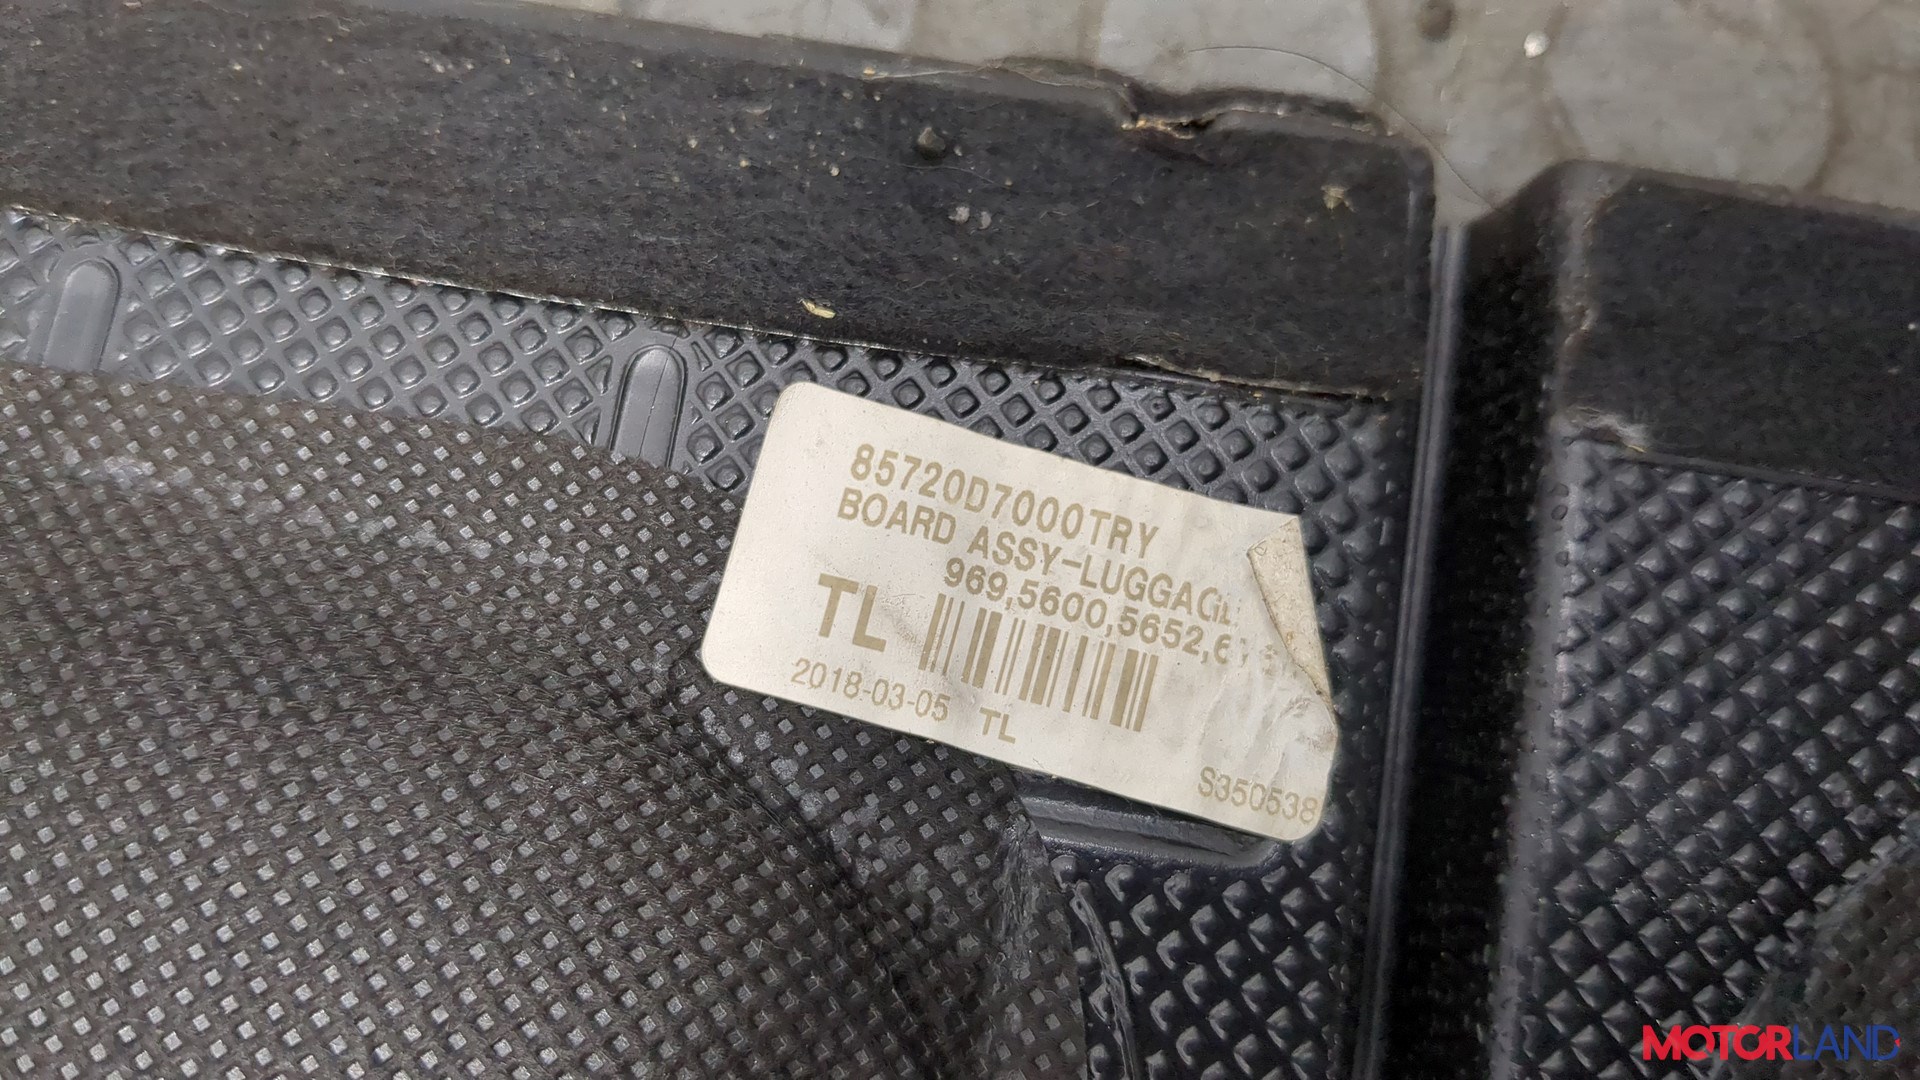 85720D7000TRY
BOARD ASSY-LUGGAGE
969,5600,5652,6
TL
2018-03-05 TL
S350538
MOTORLAND